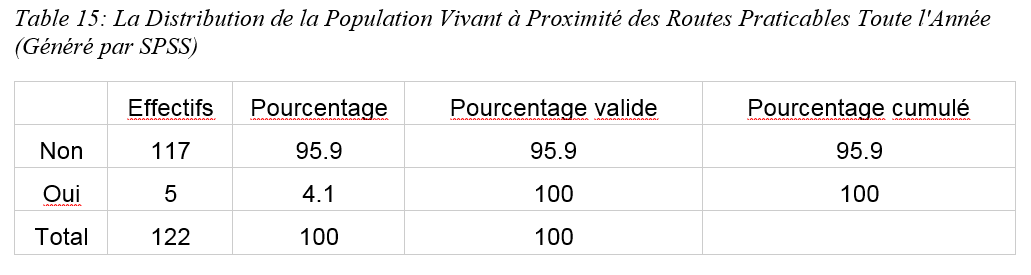 Table 15: La Distribution de la Population Vivant à Proximité des Routes Praticables Toute l'Année
(Généré par SPSS)
Effectifs Pourcentage Pourcentage valide Pourcentage cumulé
Non 117 95.9 95.9 95.9
Oui 5 4.1 100 100
Total 122 100 100